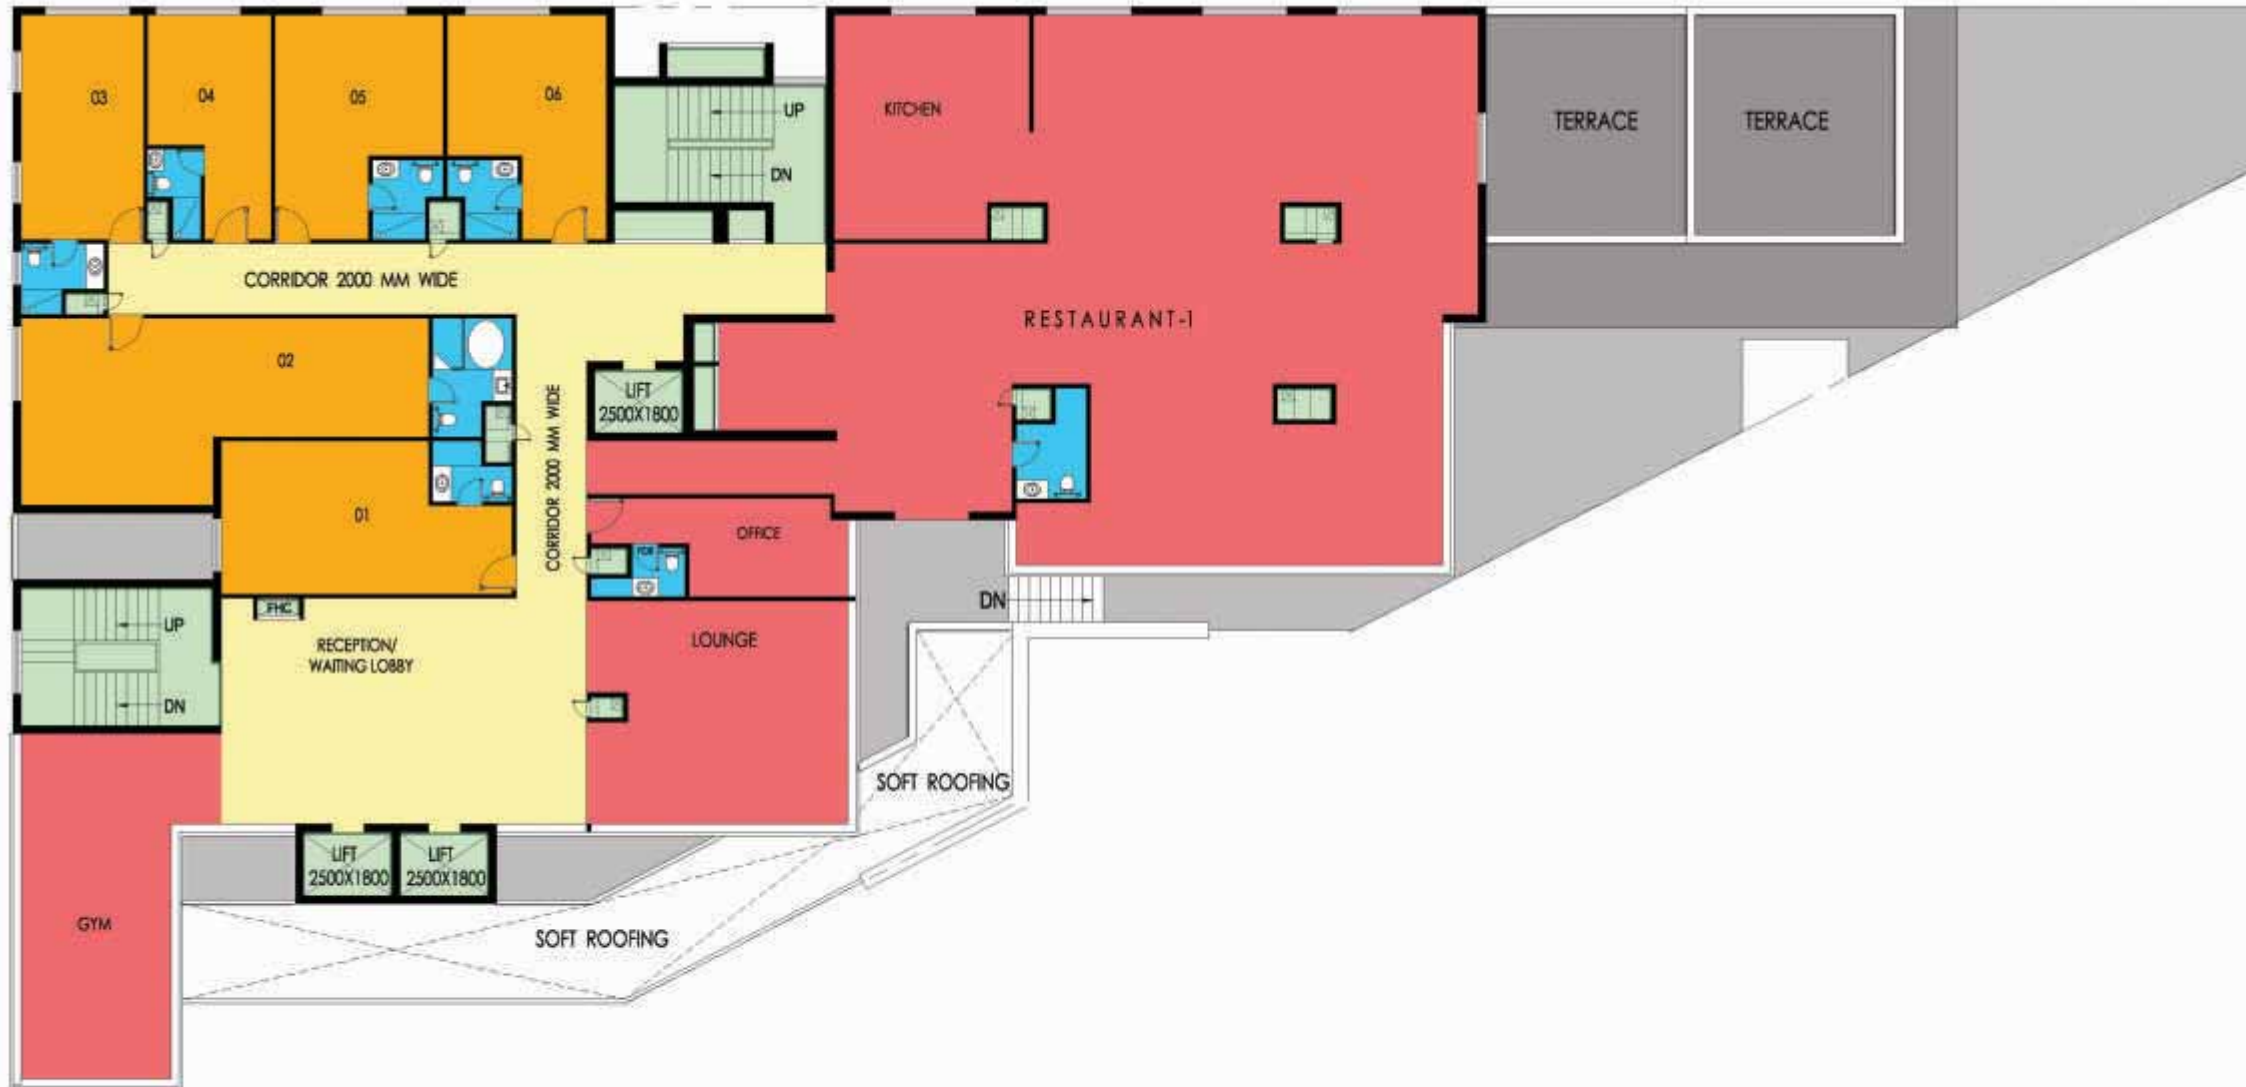 03
04
05
06
UP
DN
KITCHEN
TERRACE
TERRACE
CORRIDOR 2000 MM WIDE
RESTAURANT-1
02
LIFT
2500X1800
CORRIDOR 2000 MM WIDE
01
OFFICE
FHC
UP
DN
RECEPTION/
WAITING LOBBY
LOUNGE
DN
SOFT ROOFING
LIFT
2500X1800
LIFT
2500X1800
GYM
SOFT ROOFING